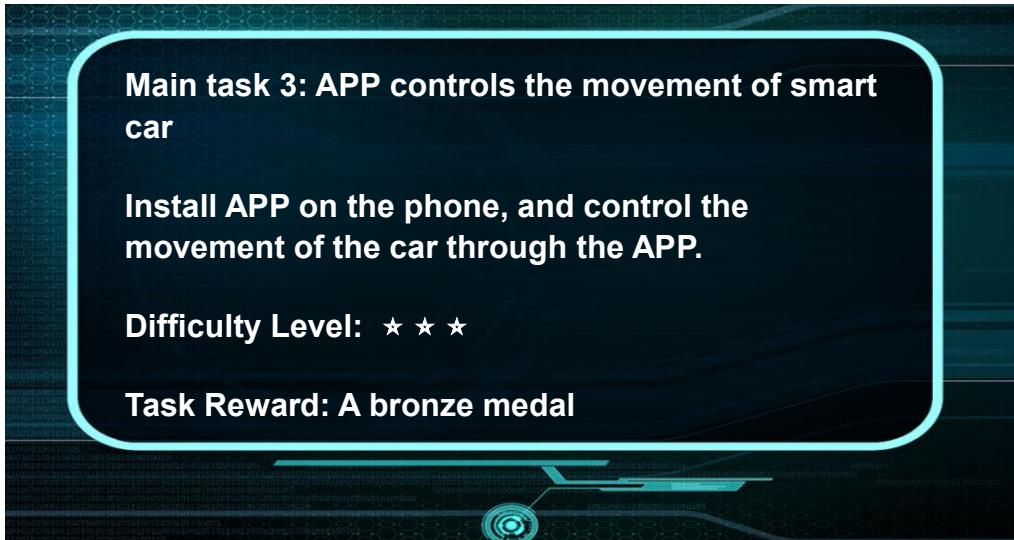 Main task 3: APP controls the movement of smart
car
Install APP on the phone, and control the
movement of the car through the APP.
Difficulty Level: ★ ★ ★
Task Reward: A bronze medal